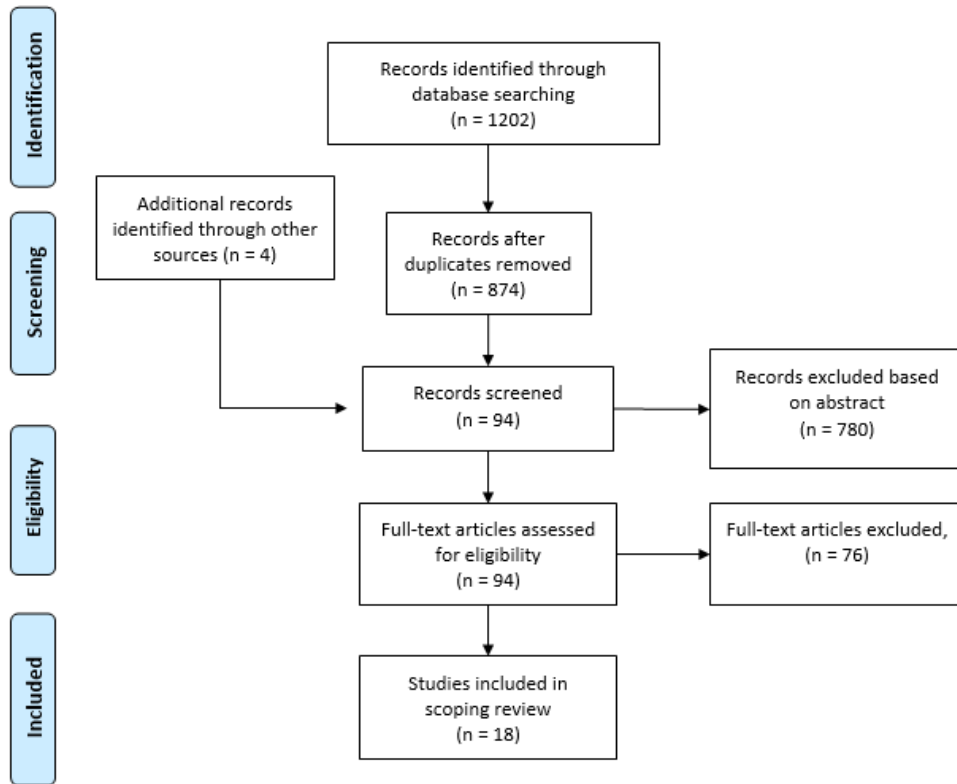 Identification
Records identified through
database searching
(n = 1202)
Additional records
identified through other
sources (n = 4)
Screening
Records after
duplicates removed
(n = 874)
Records screened
(n = 94)
Records excluded based
on abstract
(n = 780)
Eligibility
Full-text articles assessed
for eligibility
(n = 94)
Full-text articles excluded,
(n = 76)
Included
Studies included in
scoping review
(n = 18)